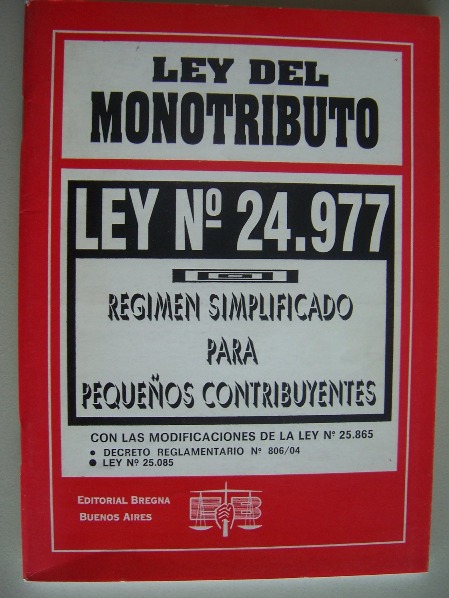 LEY DEL
MONOTRIBUTO
LEY Nº 24.977
REGIMEN SIMPLIFICADO
PARA
PEQUEÑOS CONTRIBUYENTES
CON LAS MODIFICACIONES DE LA LEY Nº 25.865
• DECRETO REGLAMENTARIO Nº 806/04
● LEY Nº 25.085
EDITORIAL BREGNA
BUENOS AIRES
EB